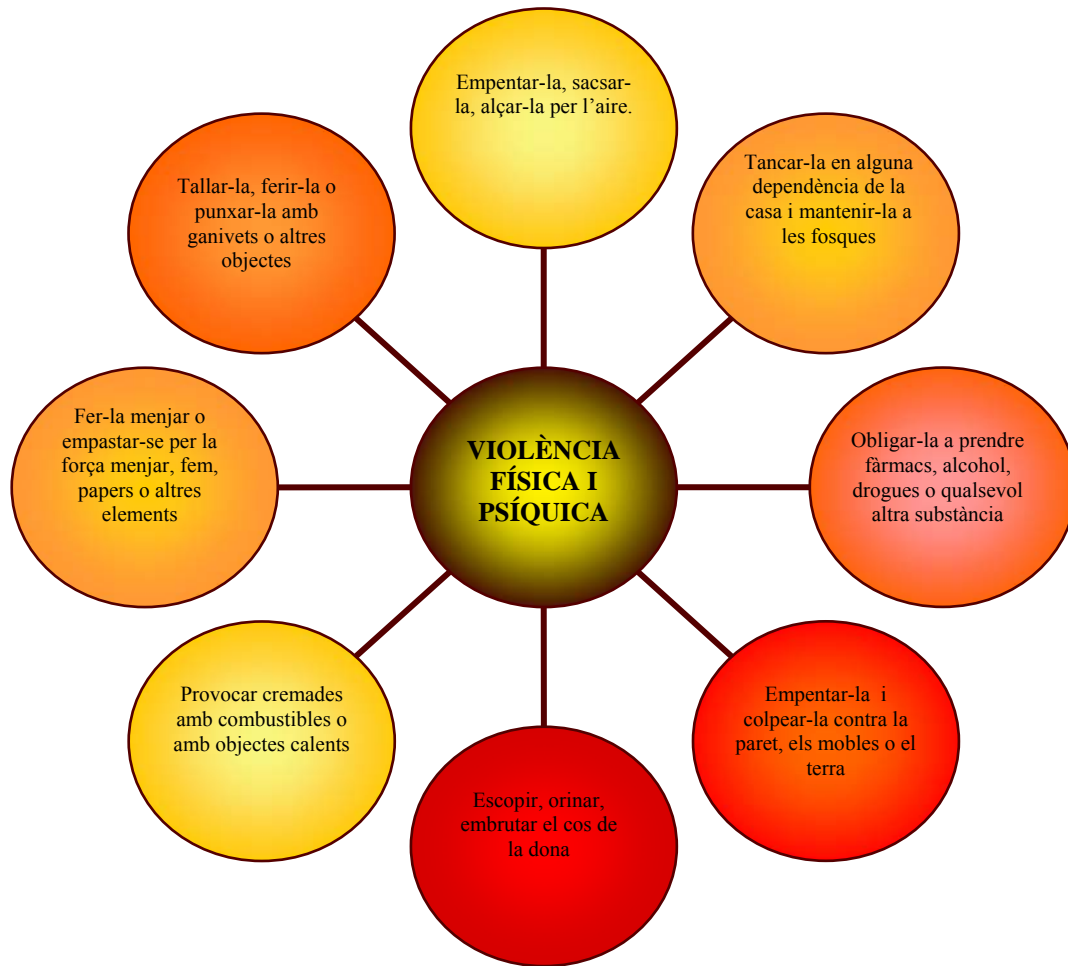 Empentar-la, sacsar-
la, alçar-la per l’aire.
Tancar-la en alguna
dependència de la
casa i mantenir-la a
les fosques
Obligar-la a prendre
fàrmacs, alcohol,
drogues o qualsevol
altra substància
Empentar-la  i
colpear-la contra la
paret, els mobles o el
terra
Escopir, orinar,
embrutar el cos de
la dona
Provocar cremades
amb combustibles o
amb objectes calents
Fer-la menjar o
empastar-se per la
força menjar, fem,
papers o altres
elements
Tallar-la, ferir-la o
punxar-la amb
ganivets o altres
objectes
VIOLÈNCIA
FÍSICA I
PSÍQUICA